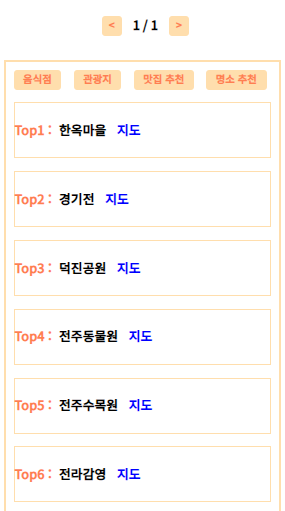 < 1 / 1 >
음식점 관광지 맛집 추천 명소 추천
Top1 : 한옥마을 지도
Top2 : 경기전 지도
Top3 : 덕진공원 지도
Top4 : 전주동물원 지도
Top5 : 전주수목원 지도
Top6 : 전라감영 지도